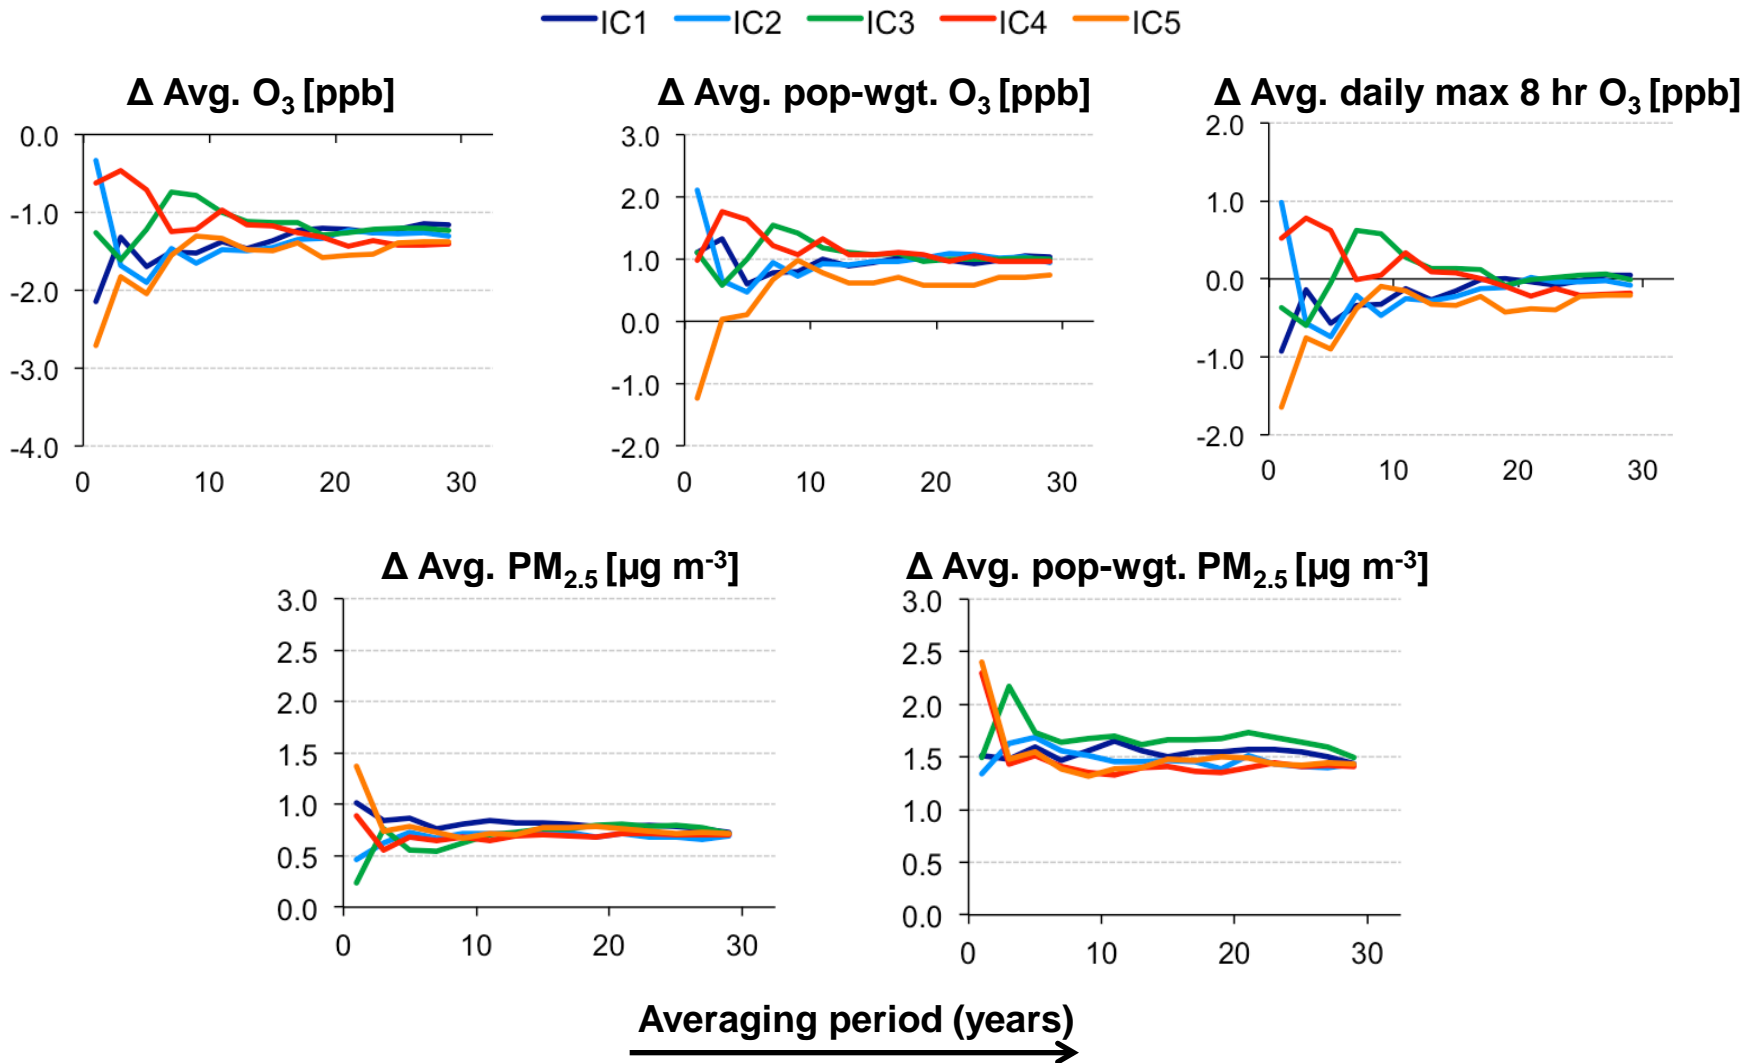 IC1 IC2 IC3 IC4 IC5
Δ Avg. O3 [ppb]
Δ Avg. pop-wgt. O3 [ppb]
Δ Avg. daily max 8 hr O3 [ppb]
0.0
-1.0
-2.0
-3.0
-4.0
0 10 20 30
3.0
2.0
1.0
0.0
-1.0
-2.0
0 10 20 30
2.0
1.0
0.0
-1.0
-2.0
0 10 20 30
Δ Avg. PM2.5 [µg m-3]
Δ Avg. pop-wgt. PM2.5 [µg m-3]
3.0
2.5
2.0
1.5
1.0
0.5
0.0
0 10 20 30
3.0
2.5
2.0
1.5
1.0
0.5
0.0
0 10 20 30
Averaging period (years)